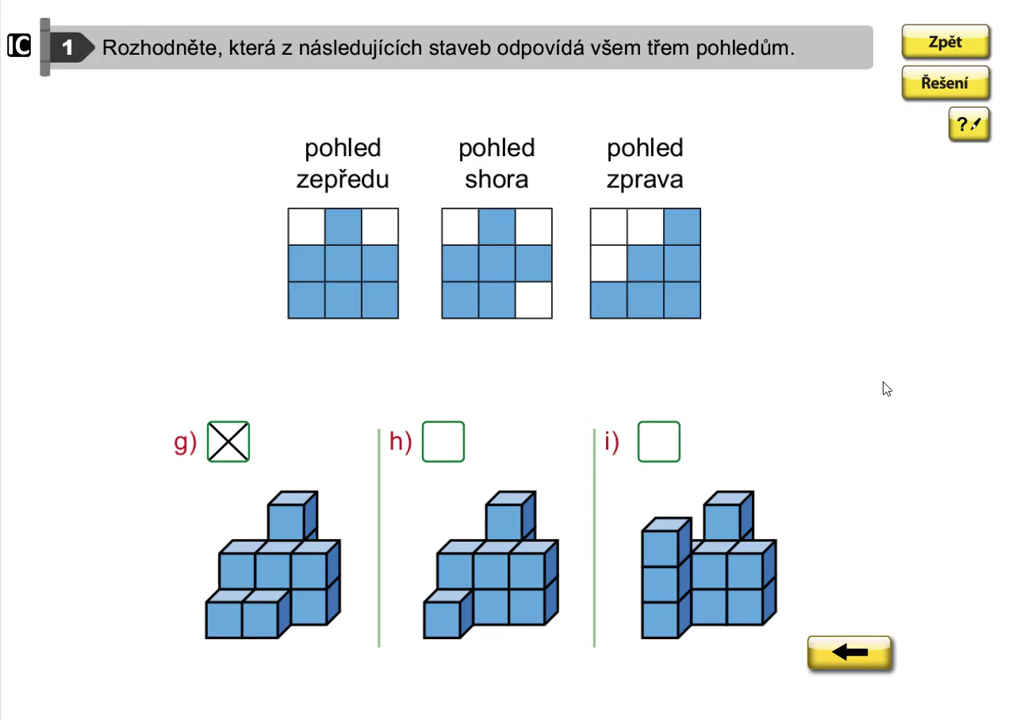 IC
1 Rozhodněte, která z následujících staveb odpovídá všem třem pohledům.
Zpět
Řešení
?
pohled zepředu
pohled shora
pohled zprava
g)
h)
i)